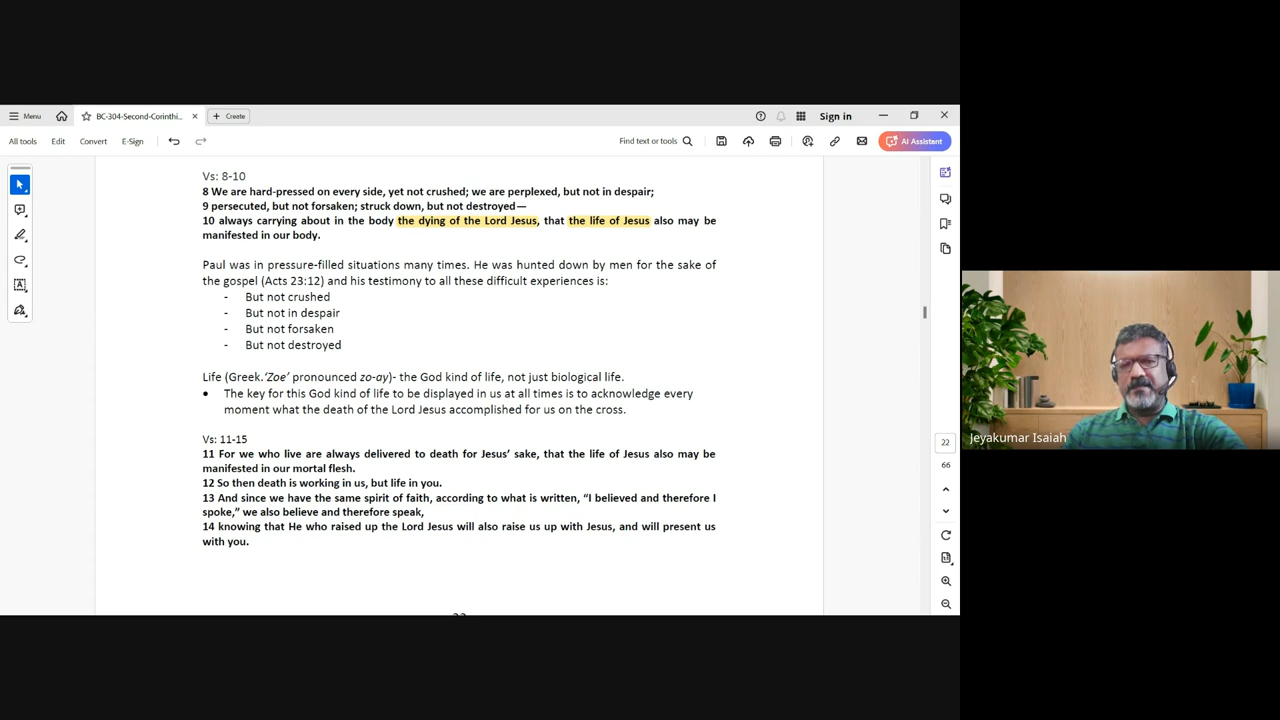 Menu
BC-304-Second-Corinthi...
Create
Sign in
All tools
Edit
Convert
E-Sign
Find text or tools
AI Assistant
Vs: 8-10
8 We are hard-pressed on every side, yet not crushed; we are perplexed, but not in despair;
9 persecuted, but not forsaken; struck down, but not destroyed—
10 always carrying about in the body the dying of the Lord Jesus, that the life of Jesus also may be
manifested in our body.
Paul was in pressure-filled situations many times. He was hunted down by men for the sake of
the gospel (Acts 23:12) and his testimony to all these difficult experiences is:
- But not crushed
- But not in despair
- But not forsaken
- But not destroyed
Life (Greek.‘Zoe’ pronounced zo-ay)- the God kind of life, not just biological life.
• The key for this God kind of life to be displayed in us at all times is to acknowledge every
moment what the death of the Lord Jesus accomplished for us on the cross.
Vs: 11-15
11 For we who live are always delivered to death for Jesus’ sake, that the life of Jesus also may be
manifested in our mortal flesh.
12 So then death is working in us, but life in you.
13 And since we have the same spirit of faith, according to what is written, “I believed and therefore I
spoke,” we also believe and therefore speak,
14 knowing that He who raised up the Lord Jesus will also raise us up with Jesus, and will present us
with you.
22
66
Jeyakumar Isaiah